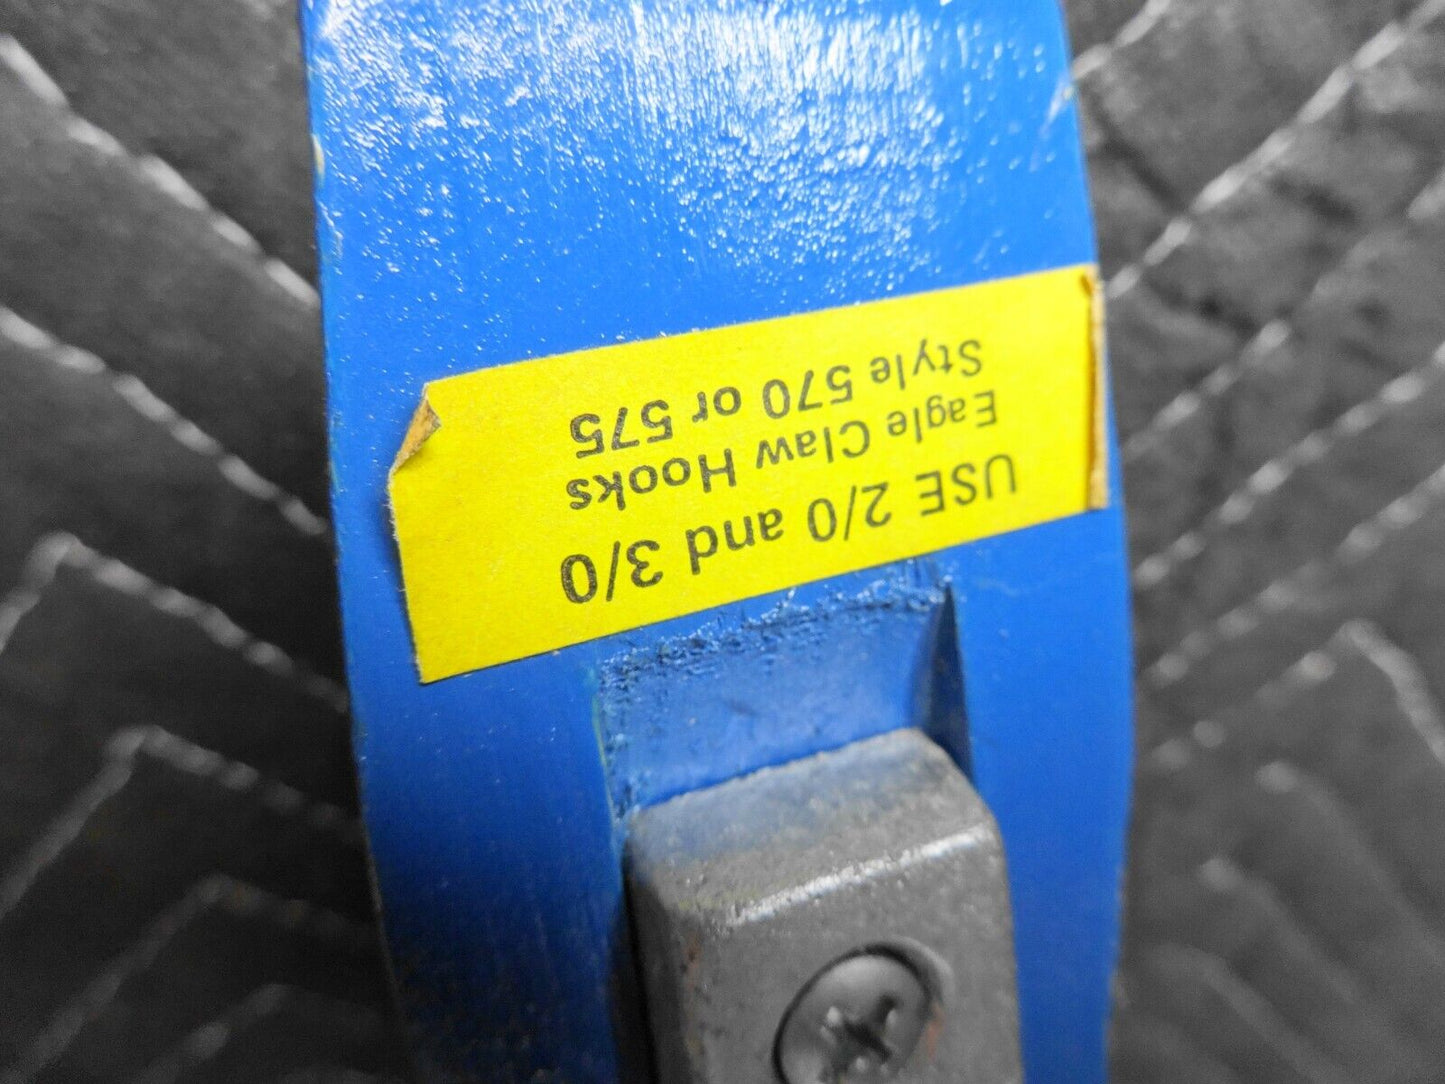 USE 2/0 and 3/0
Eagle Claw Hooks
Style 570 or 575